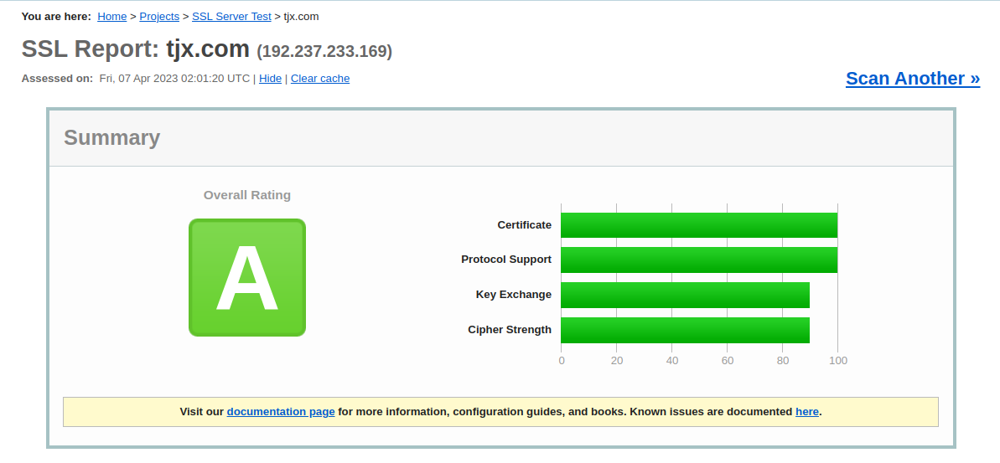 You are here: Home > Projects > SSL Server Test > tjx.com
SSL Report: tjx.com (192.237.233.169)
Assessed on: Fri, 07 Apr 2023 02:01:20 UTC | Hide | Clear cache
Scan Another »
Summary
Overall Rating
A
Certificate
Protocol Support
Key Exchange
Cipher Strength
0 20 40 60 80 100
Visit our documentation page for more information, configuration guides, and books. Known issues are documented here.